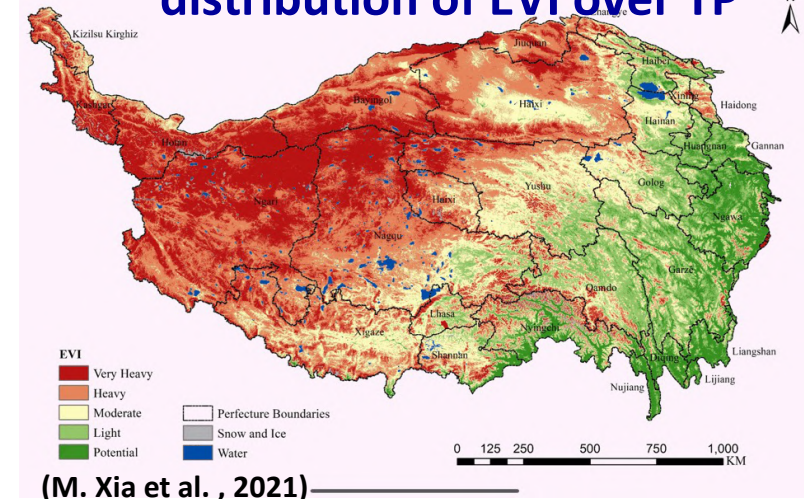 distribution of EVI over TP
Kizilsu Kirghiz
Kashgar
Hotan
Bayingol
Jiuquan
Haixi
Haibei
Xining
Haidong
Hainan
Huangnan
Gannan
Ngari
Nagqu
Haixi
Yushu
Golog
Ngawa
Garze
Qamdo
Lhasa
Xigaze
Shannan
Nyingchi
Diqing
Liangshan
Lijiang
Nujiang
EVI
Very Heavy
Heavy
Moderate
Light
Potential
Perfecture Boundaries
Snow and Ice
Water
0 125 250 500 750 1,000
KM
(M. Xia et al. , 2021)